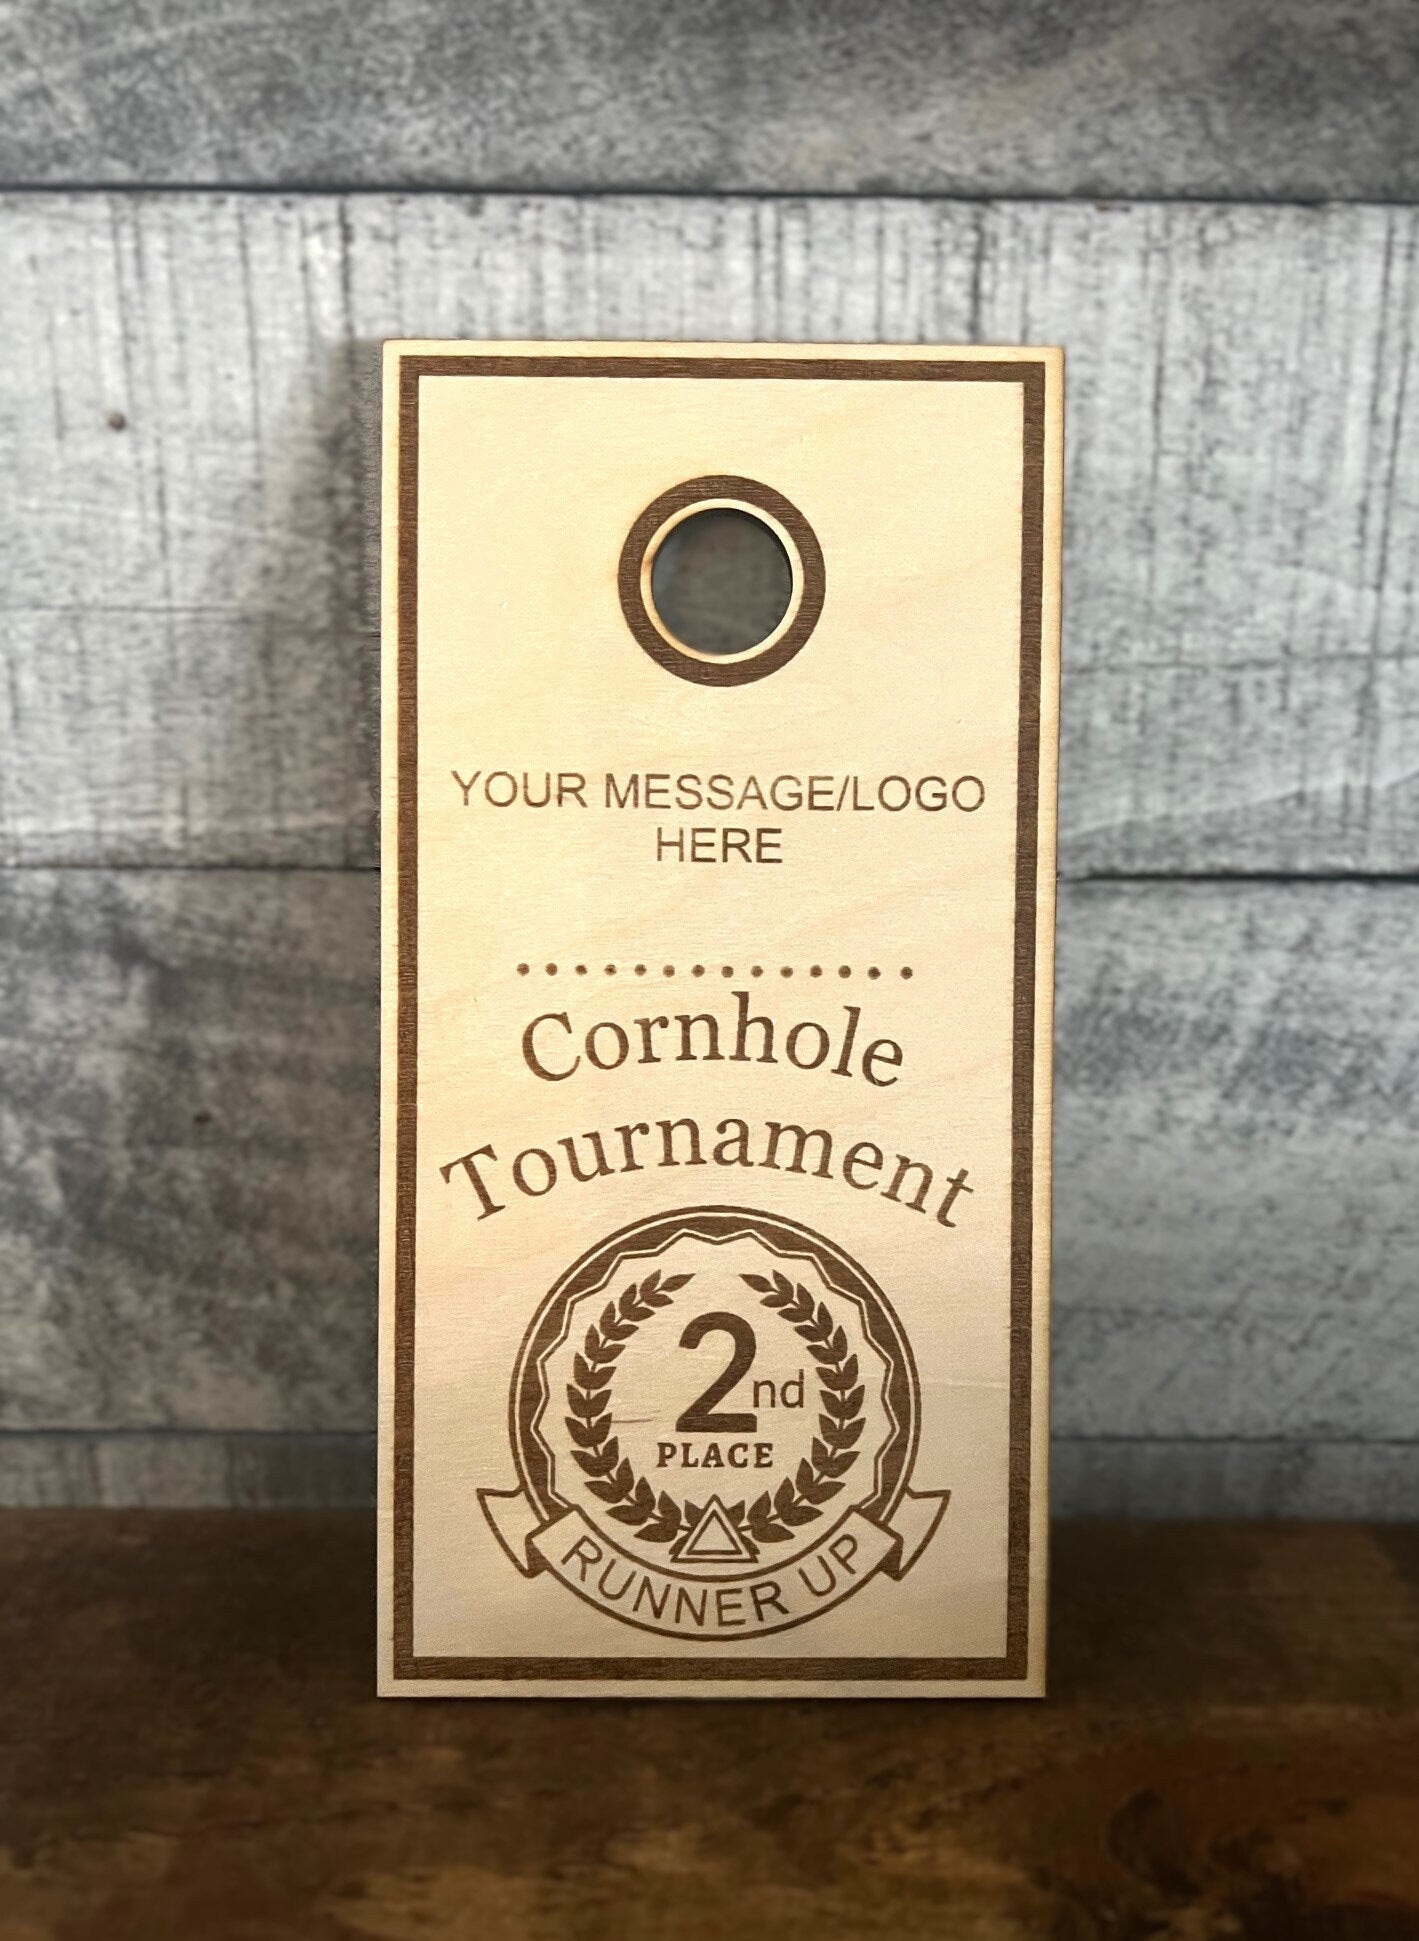 YOUR MESSAGE/LOGO
HERE
Cornhole
Tournament
2nd
PLACE
RUNNER UP